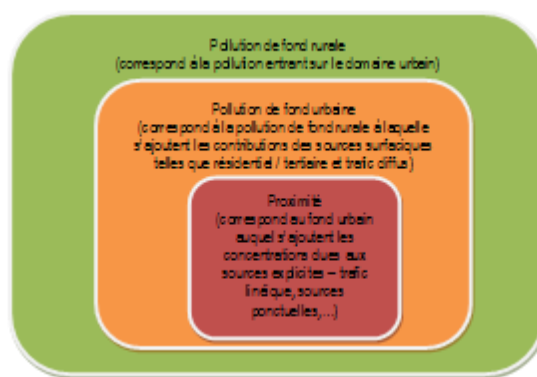 Pollution de fond rurale
(correspond à la pollution entrant sur le domaine urbain)
Pollution de fond urbaine
(correspond à la pollution de fond rurale à laquelle
s'ajoutent les contributions des sources surfaciques
telles que résidentiel / tertiaire et trafic diffus)
Proximité
(correspond au fond urbain
auquel s'ajoutent les
concentrations dues aux
sources explicites – trafic
linéique, sources
ponctuelles,...)